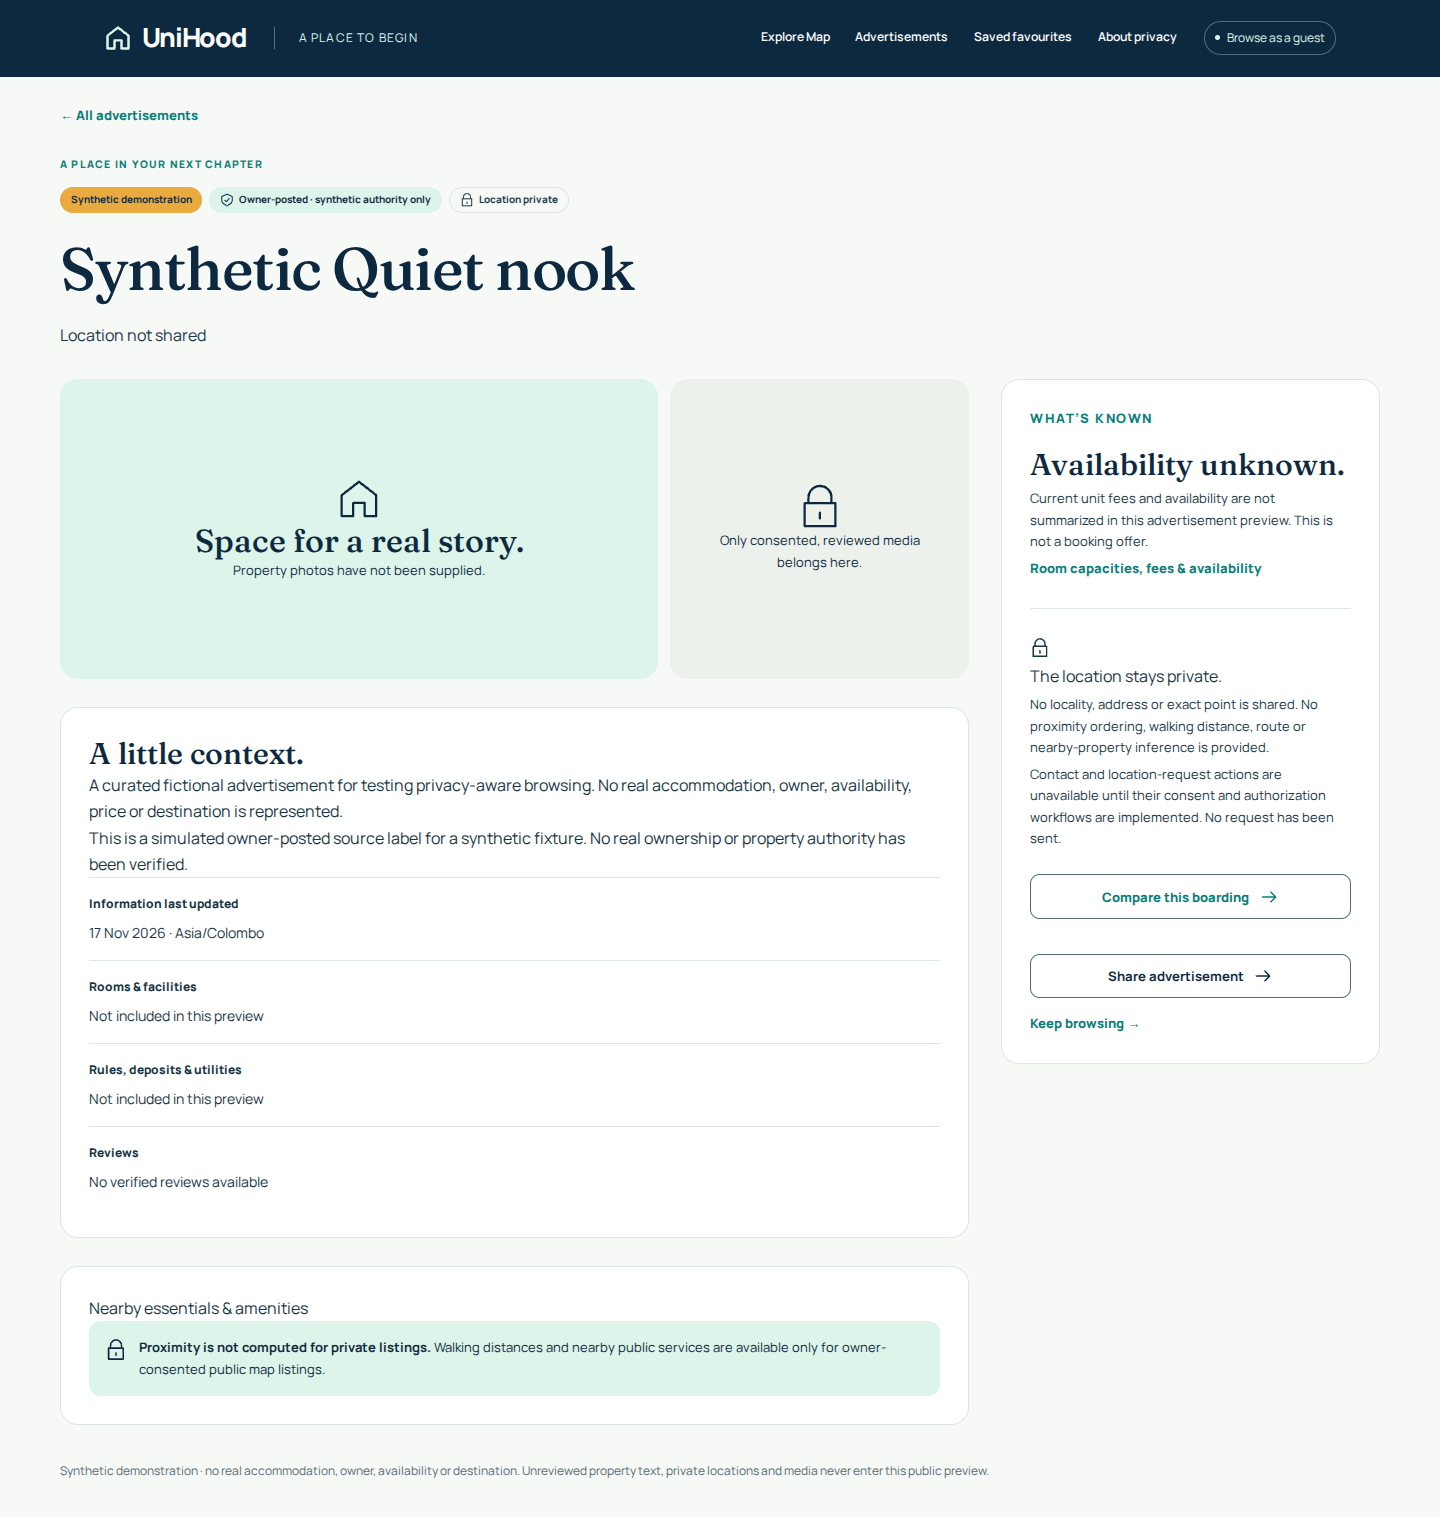 UniHood
A PLACE TO BEGIN
Explore Map
Advertisements
Saved favourites
About privacy
Browse as a guest
← All advertisements
A PLACE IN YOUR NEXT CHAPTER
Synthetic demonstration
Owner-posted · synthetic authority only
Location private
Synthetic Quiet nook
Location not shared
Space for a real story.
Property photos have not been supplied.
Only consented, reviewed media
belongs here.
A little context.
A curated fictional advertisement for testing privacy-aware browsing. No real accommodation, owner, availability,
price or destination is represented.
This is a simulated owner-posted source label for a synthetic fixture. No real ownership or property authority has
been verified.
Information last updated
17 Nov 2026 · Asia/Colombo
Rooms & facilities
Not included in this preview
Rules, deposits & utilities
Not included in this preview
Reviews
No verified reviews available
Nearby essentials & amenities
Proximity is not computed for private listings. Walking distances and nearby public services are available only for owner-
consented public map listings.
WHAT'S KNOWN
Availability unknown.
Current unit fees and availability are not
summarized in this advertisement preview. This is
not a booking offer.
Room capacities, fees & availability
The location stays private.
No locality, address or exact point is shared. No
proximity ordering, walking distance, route or
nearby-property inference is provided.
Contact and location-request actions are
unavailable until their consent and authorization
workflows are implemented. No request has been
sent.
Compare this boarding →
Share advertisement →
Keep browsing →
Synthetic demonstration · no real accommodation, owner, availability or destination. Unreviewed property text, private locations and media never enter this public preview.